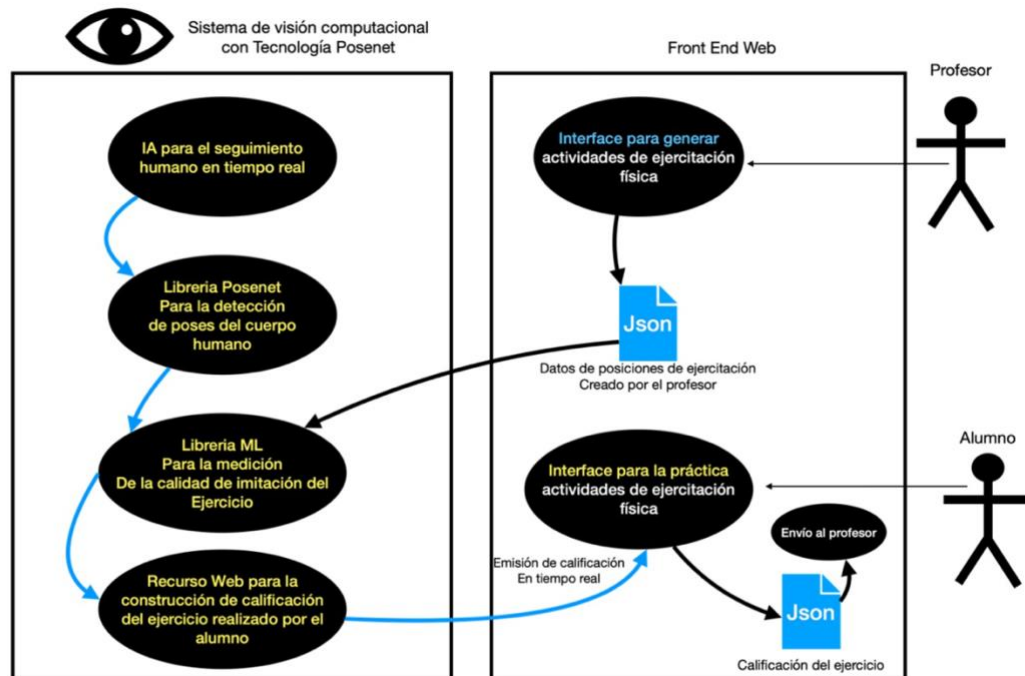 Sistema de visión computacional
con Tecnología Posenet
IA para el seguimiento
humano en tiempo real
Libreria Posenet
Para la detección
de poses del cuerpo
humano
Libreria ML
Para la medición
De la calidad de imitación del
Ejercicio
Recurso Web para la
construcción de calificación
del ejercicio realizado por el
alumno
Front End Web
Interface para generar
actividades de ejercitación
física
Json
Datos de posiciones de ejercitación
Creado por el profesor
Interface para la práctica
actividades de ejercitación
física
Emisión de calificación
En tiempo real
Envío al profesor
Json
Calificación del ejercicio
Profesor
Alumno